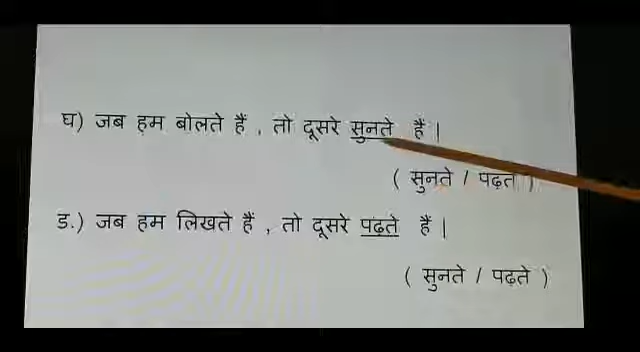 घ) जब हम बोलते हैं , तो दूसरे सुनते हैं |
( सुनते / पढ़ते )
ड.) जब हम लिखते हैं , तो दूसरे पढ़ते हैं |
( सुनते / पढ़ते )